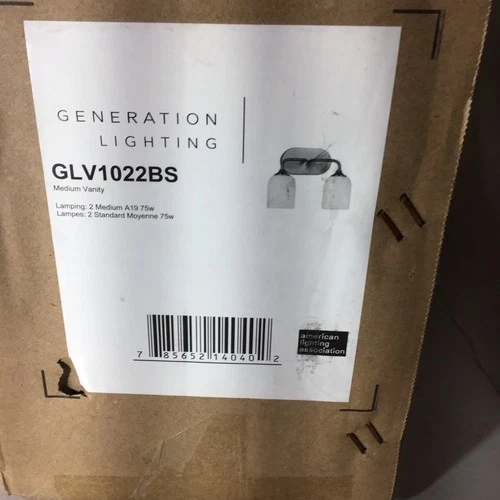 GENERATION
LIGHTING
GLV1022BS
Medium Vanity
Lamping: 2 Medium A19 75w
Lampes: 2 Standard Moyenne 75w
7 85652 14040 2
american
lighting
association